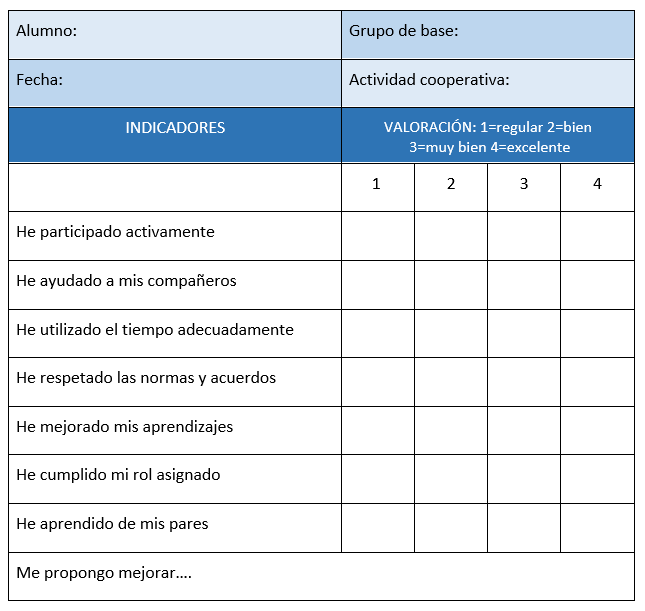 Alumno:
Grupo de base:
Fecha:
Actividad cooperativa:
INDICADORES
VALORACIÓN: 1=regular 2=bien
3=muy bien 4=excelente
1 2 3 4
He participado activamente
He ayudado a mis compañeros
He utilizado el tiempo adecuadamente
He respetado las normas y acuerdos
He mejorado mis aprendizajes
He cumplido mi rol asignado
He aprendido de mis pares
Me propongo mejorar....